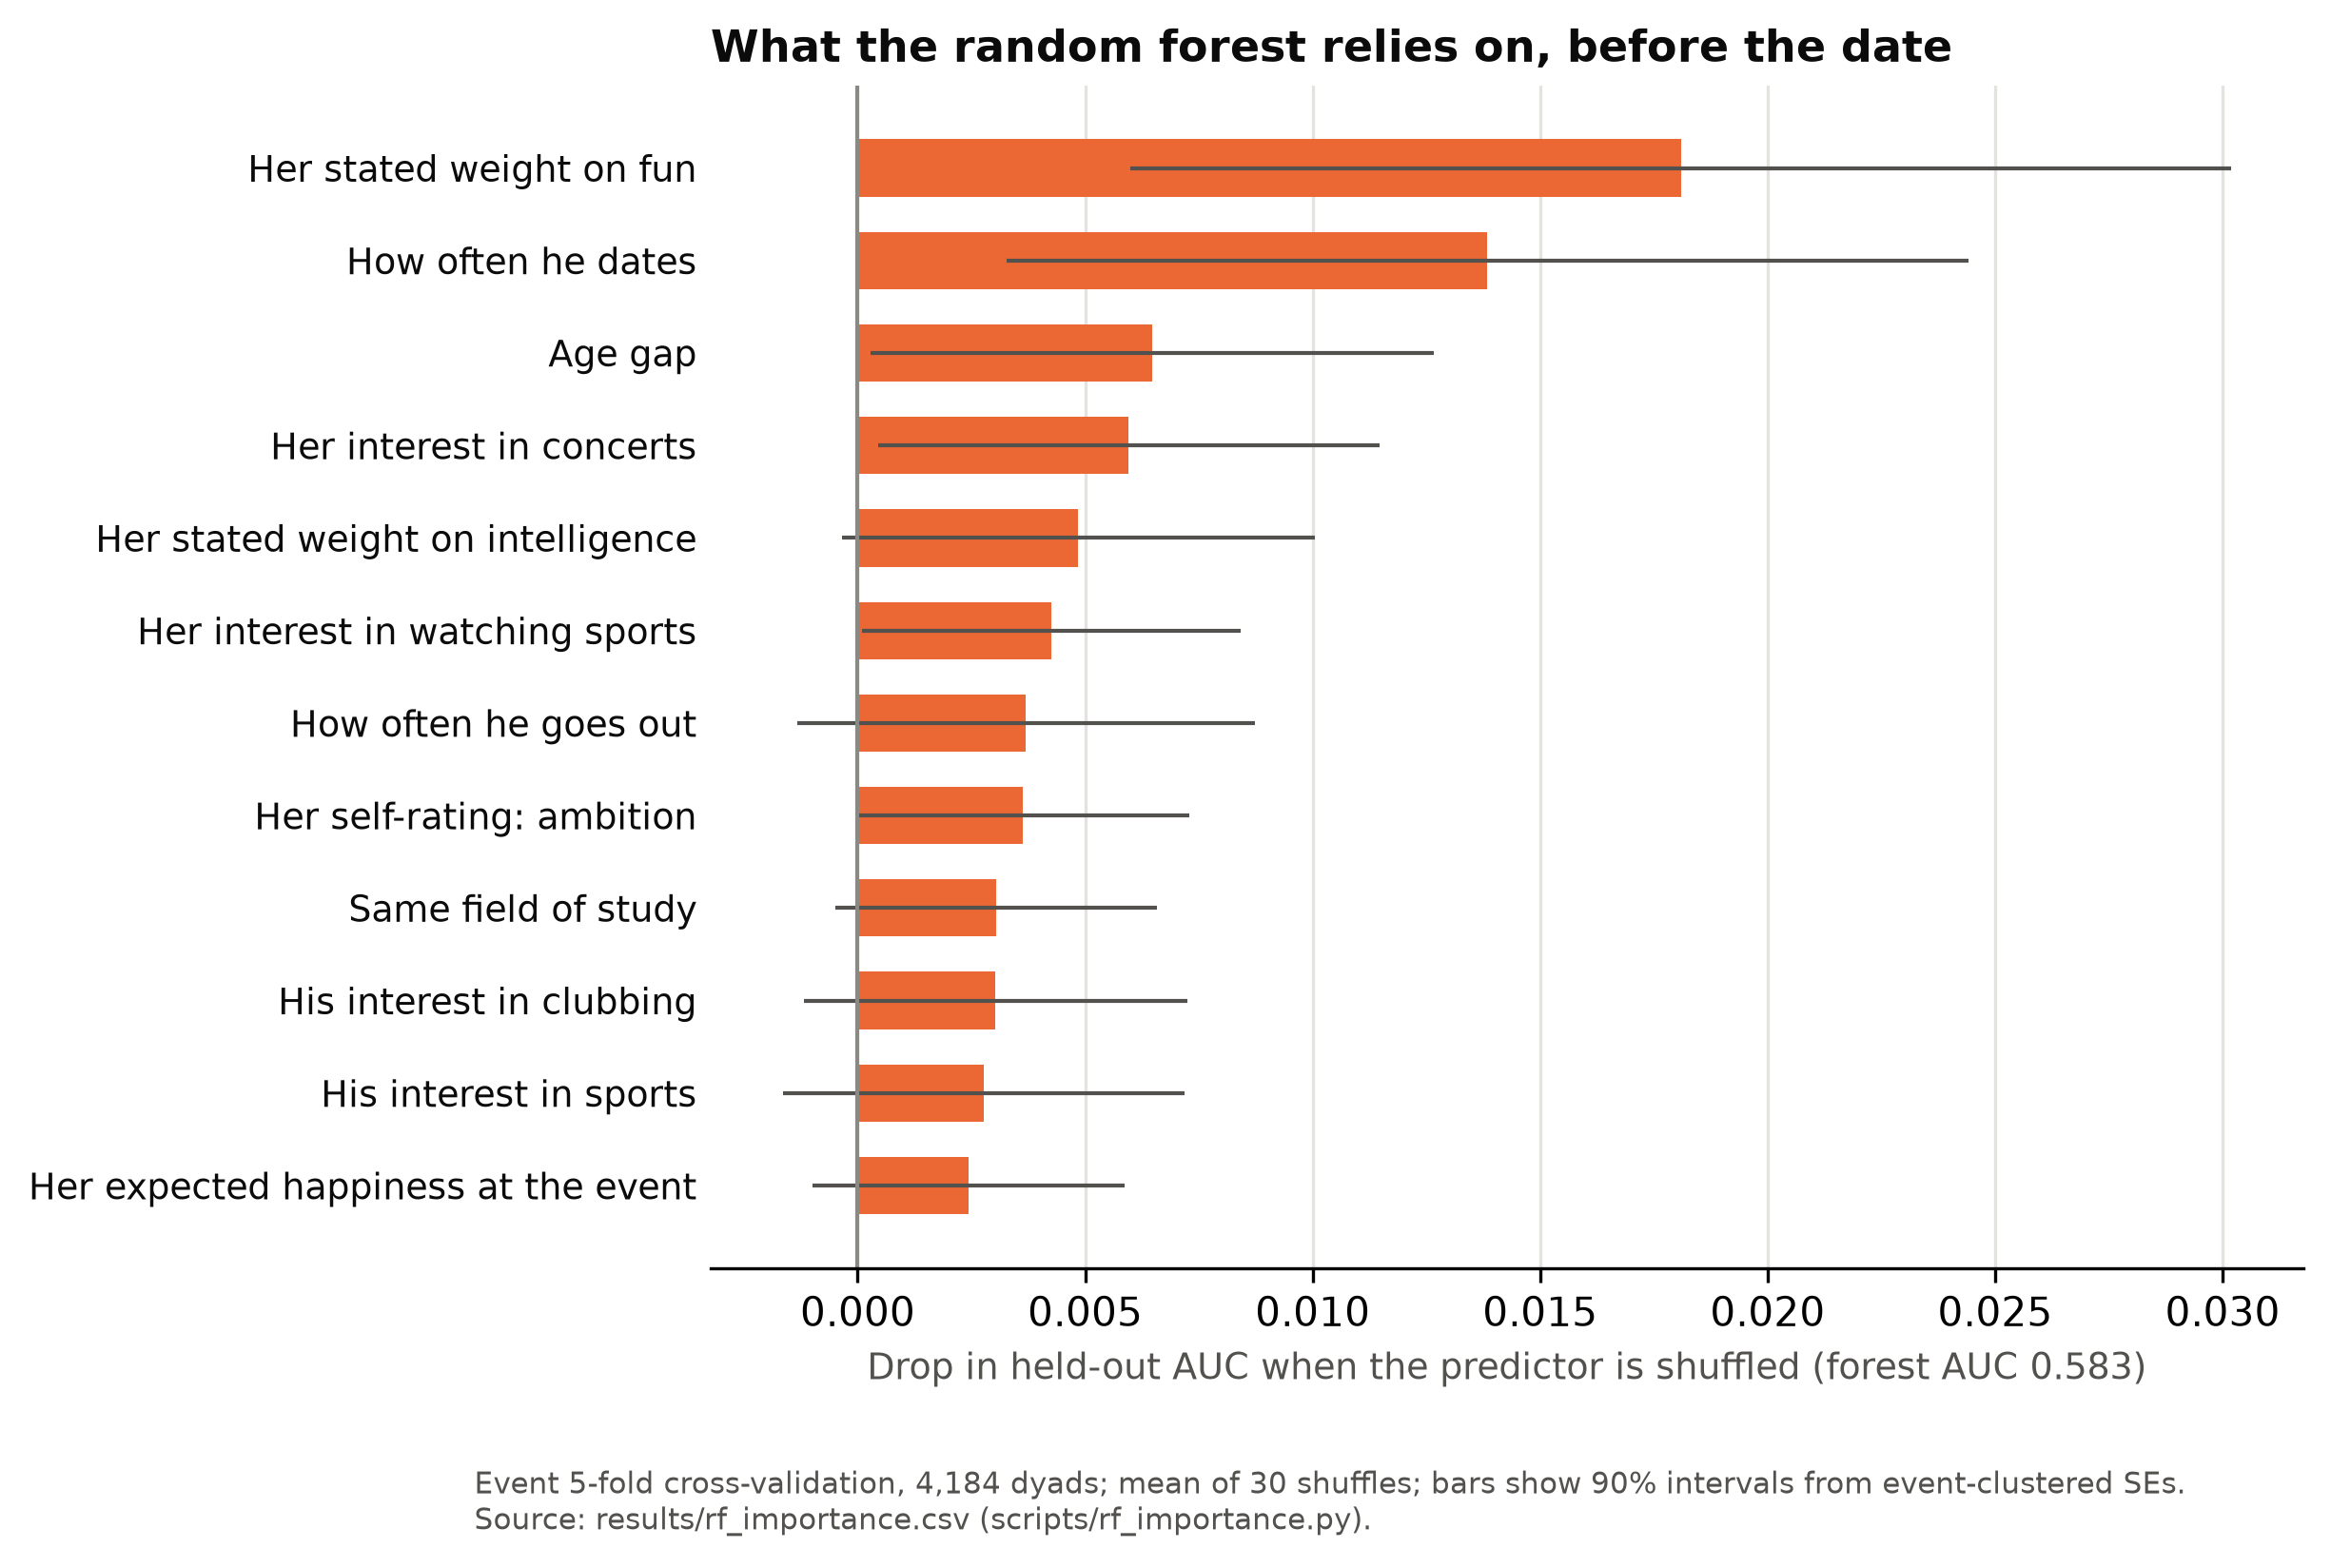 What the random forest relies on, before the date
Her stated weight on fun
How often he dates
Age gap
Her interest in concerts
Her stated weight on intelligence
Her interest in watching sports
How often he goes out
Her self-rating: ambition
Same field of study
His interest in clubbing
His interest in sports
Her expected happiness at the event
0.000 0.005 0.010 0.015 0.020 0.025 0.030
Drop in held-out AUC when the predictor is shuffled (forest AUC 0.583)
Event 5-fold cross-validation, 4,184 dyads; mean of 30 shuffles; bars show 90% intervals from event-clustered SEs.
Source: results/rf_importance.csv (scripts/rf_importance.py).